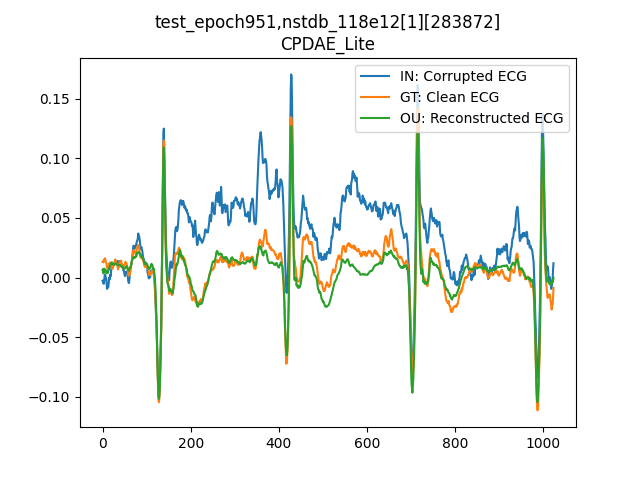 test_epoch951,nstdb_118e12[1][283872]
CPDAE_Lite
IN: Corrupted ECG
GT: Clean ECG
OU: Reconstructed ECG
0.15
0.10
0.05
0.00
−0.05
−0.10
0 200 400 600 800 1000